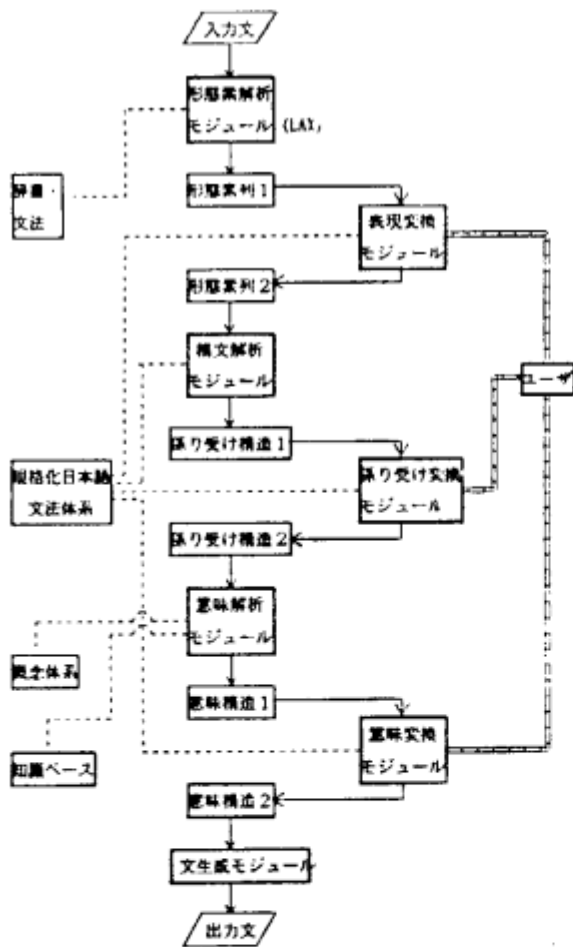 入力文
形態素解析
モジュール (LAX)
辞書・
文法
形態素列1
表現変換
モジュール
形態素列2
構文解析
モジュール
ユーザ
係り受け構造1
規格化日本語
文法体系
係り受け変換
モジュール
係り受け構造2
意味解析
モジュール
概念体系
意味構造1
意味変換
モジュール
知識ベース
意味構造2
文生成モジュール
出力文